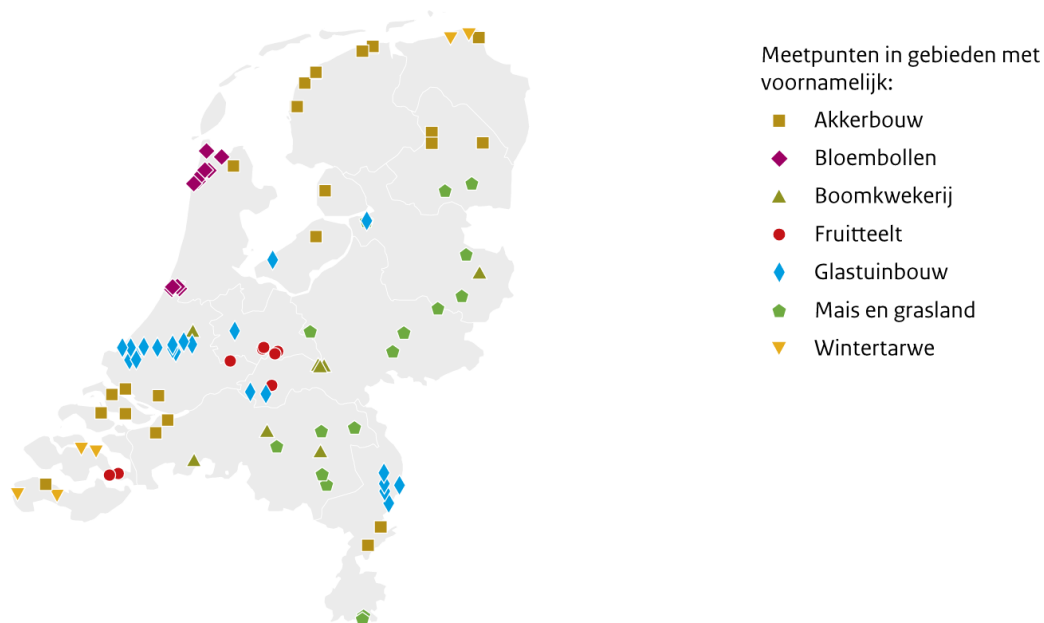 Meetpunten in gebieden met
voornamelijk:
Akkerbouw
Bloembollen
Boomkwekerij
Fruitteelt
Glastuinbouw
Mais en grasland
Wintertarwe